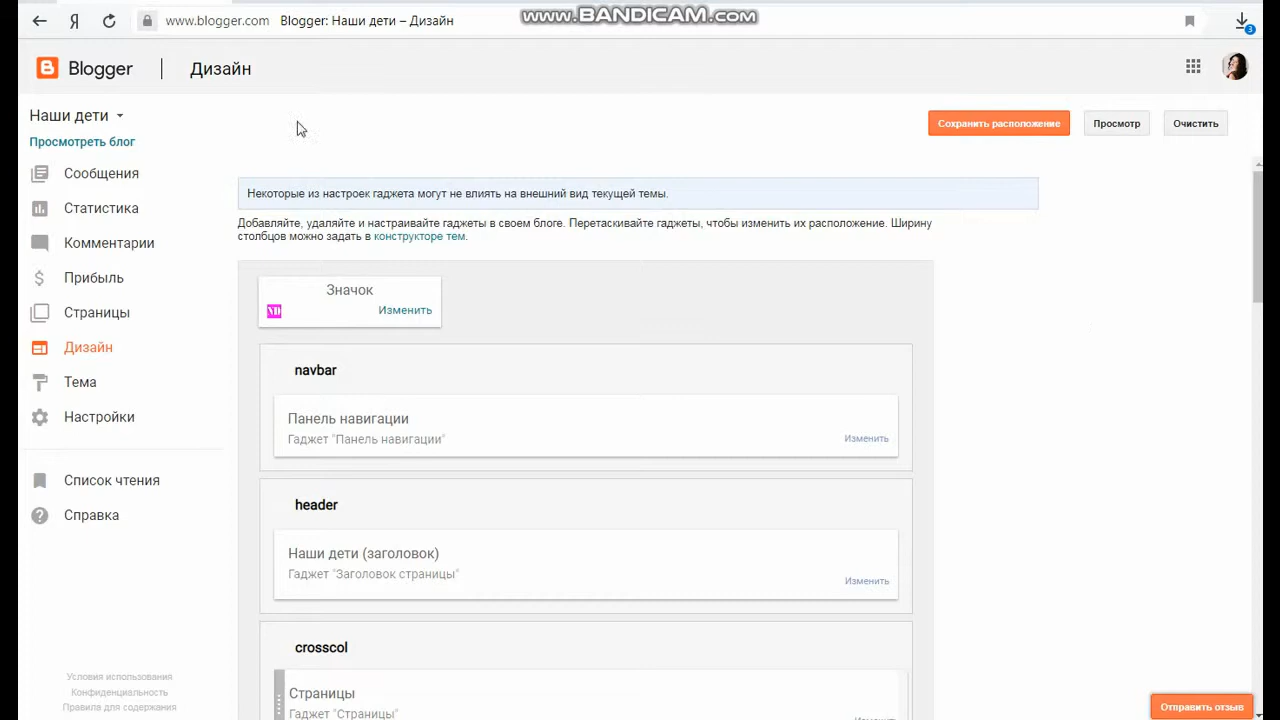 www.blogger.com Blogger: Наши дети – Дизайн
www.BANDICAM.com
3
Blogger
Дизайн
Наши дети
Просмотреть блог
Сообщения
Статистика
Комментарии
Прибыль
Страницы
Дизайн
Тема
Настройки
Список чтения
Справка
Условия использования
Конфиденциальность
Правила для содержания
Сохранить расположение
Просмотр
Очистить
Некоторые из настроек гаджета могут не влиять на внешний вид текущей темы.
Добавляйте, удаляйте и настраивайте гаджеты в своем блоге. Перетаскивайте гаджеты, чтобы изменить их расположение. Ширину
столбцов можно задать в конструкторе тем.
Значок
Изменить
navbar
Панель навигации
Гаджет "Панель навигации"
Изменить
header
Наши дети (заголовок)
Гаджет "Заголовок страницы"
Изменить
crosscol
Страницы
Гаджет "Страницы"
Изменить
Отправить отзыв